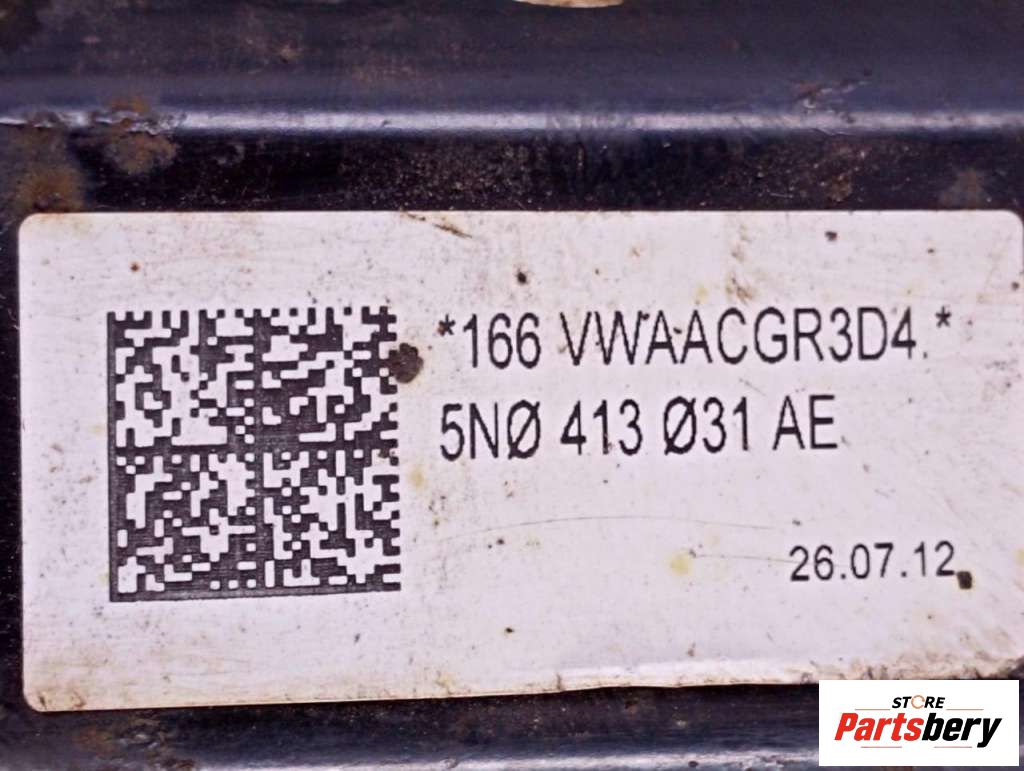 *166 VWAACGR3D4.*
5NØ 413 Ø31 AE
26.07.12
STORE
Partsbery